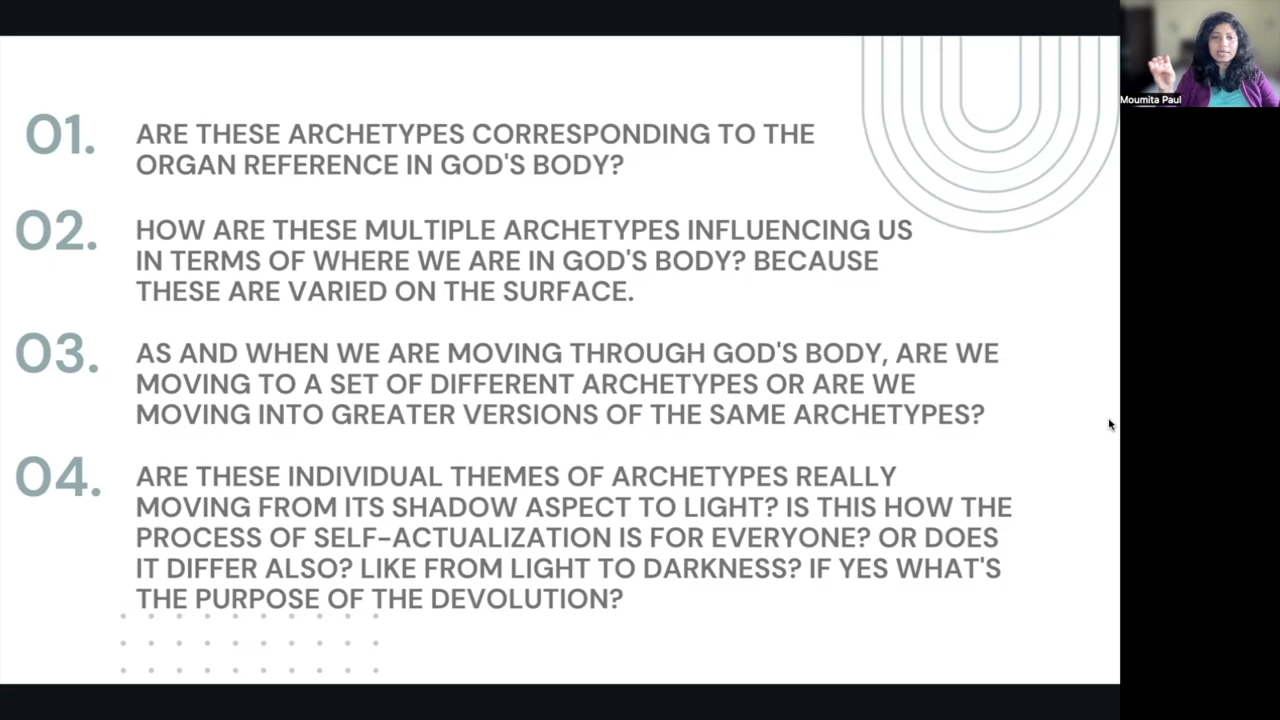 01.
ARE THESE ARCHETYPES CORRESPONDING TO THE
ORGAN REFERENCE IN GOD'S BODY?
02.
HOW ARE THESE MULTIPLE ARCHETYPES INFLUENCING US
IN TERMS OF WHERE WE ARE IN GOD'S BODY? BECAUSE
THESE ARE VARIED ON THE SURFACE.
03.
AS AND WHEN WE ARE MOVING THROUGH GOD'S BODY, ARE WE
MOVING TO A SET OF DIFFERENT ARCHETYPES OR ARE WE
MOVING INTO GREATER VERSIONS OF THE SAME ARCHETYPES?
04.
ARE THESE INDIVIDUAL THEMES OF ARCHETYPES REALLY
MOVING FROM ITS SHADOW ASPECT TO LIGHT? IS THIS HOW THE
PROCESS OF SELF-ACTUALIZATION IS FOR EVERYONE? OR DOES
IT DIFFER ALSO? LIKE FROM LIGHT TO DARKNESS? IF YES WHAT'S
THE PURPOSE OF THE DEVOLUTION?
Moumita Paul